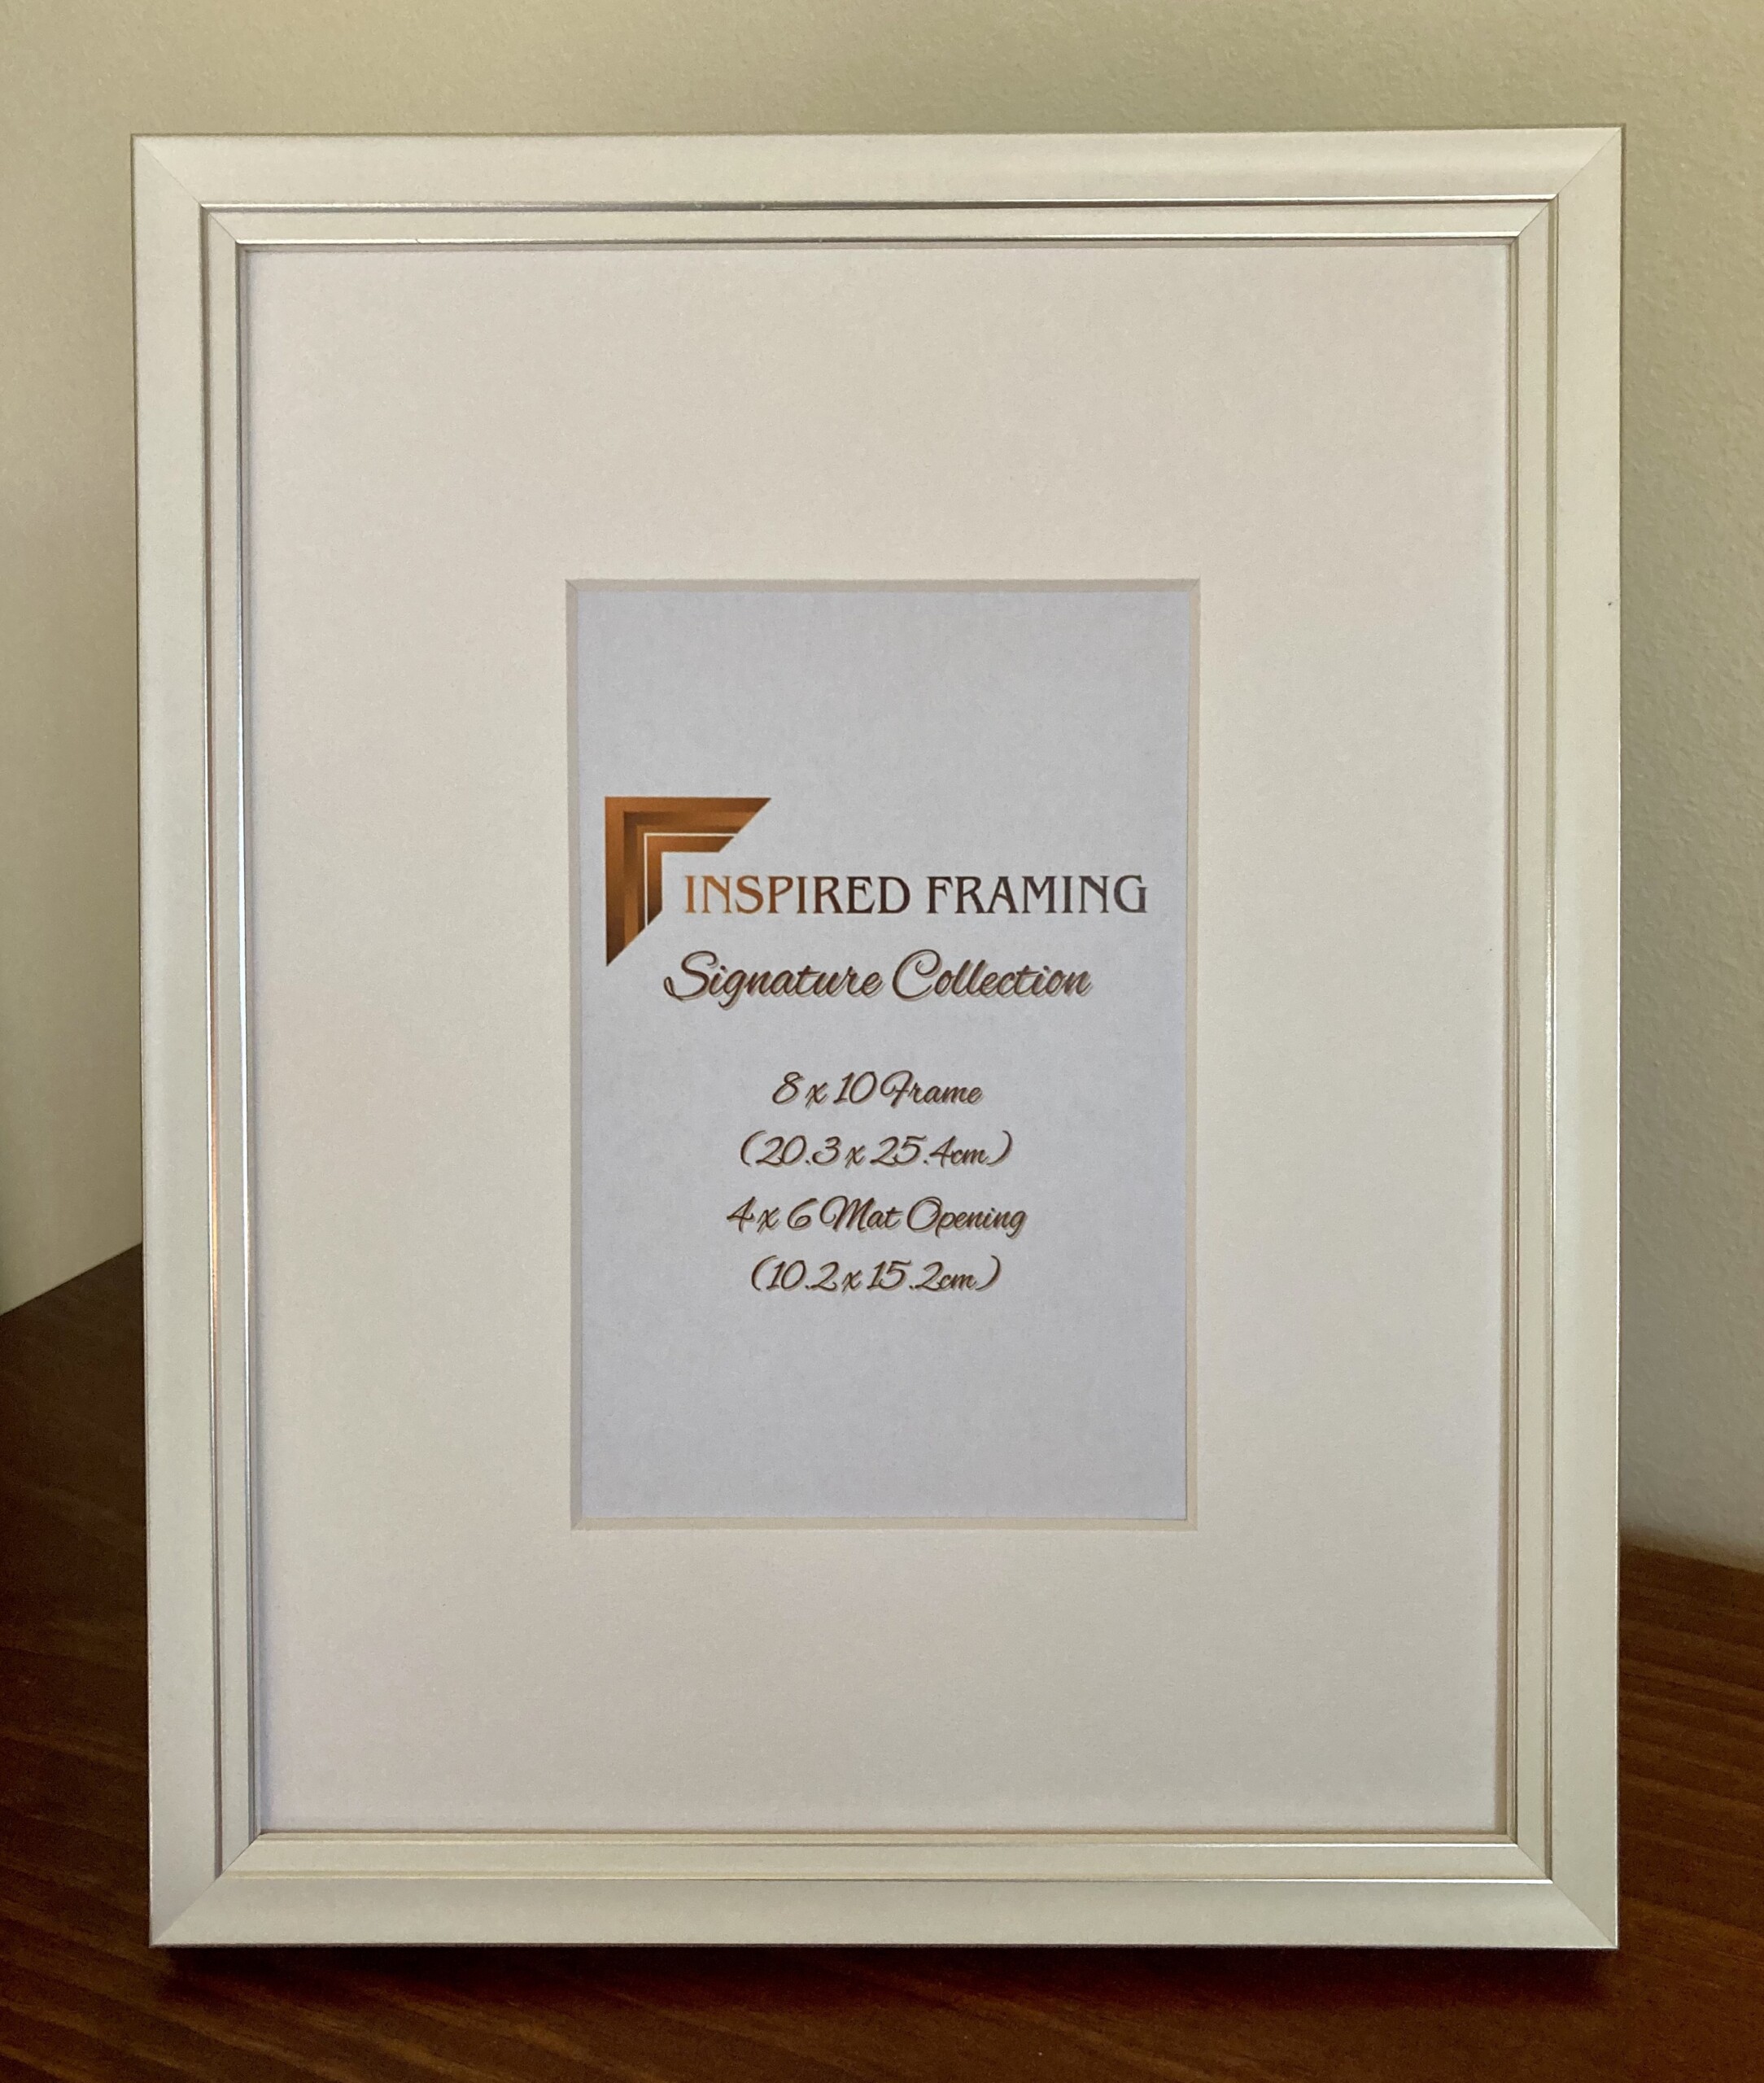 INSPIRED FRAMING
Signature Collection
8 x 10 Frame
(20.3 x 25.4cm)
4 x 6 Mat Opening
(10.2 x 15.2cm)